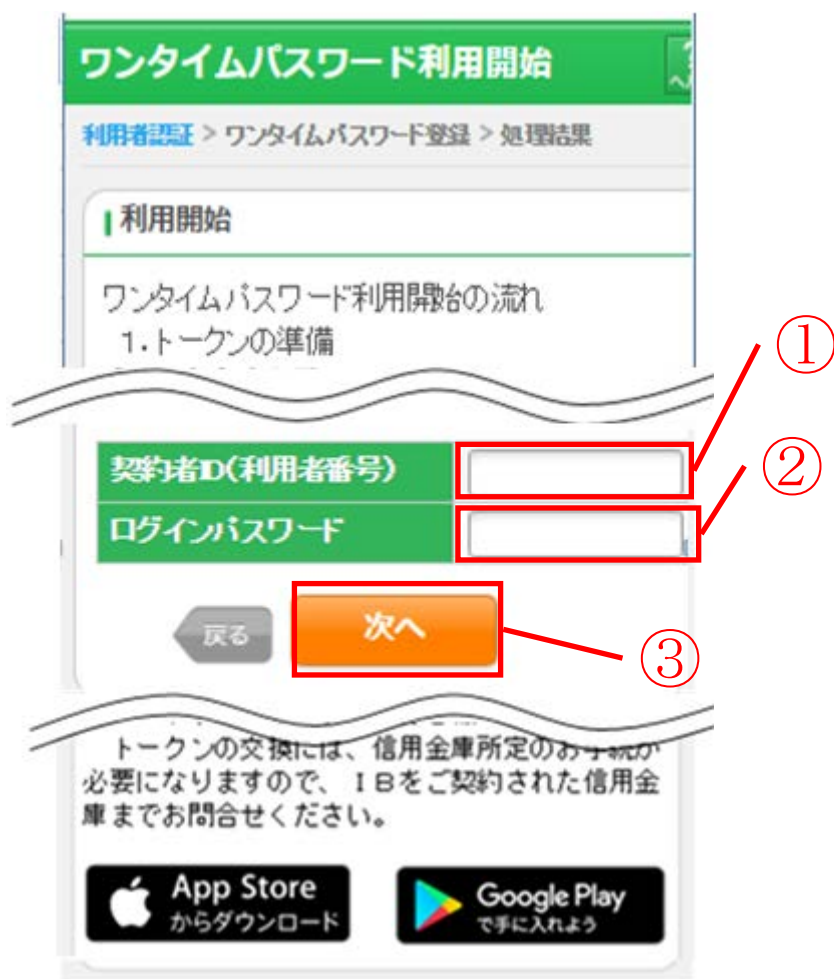 ワンタイムパスワード利用開始
利用者認証 > ワンタイムパスワード登録 > 処理結果
利用開始
ワンタイムパスワード利用開始の流れ
1.トークンの準備
①
契約者ID(利用者番号)
②
ログインパスワード
戻る
次へ
③
トークンの交換には、信用金庫所定のお手続が
必要になりますので、IBをご契約された信用金
庫までお問合せください。
App Store
からダウンロード
Google Play
で手に入れよう